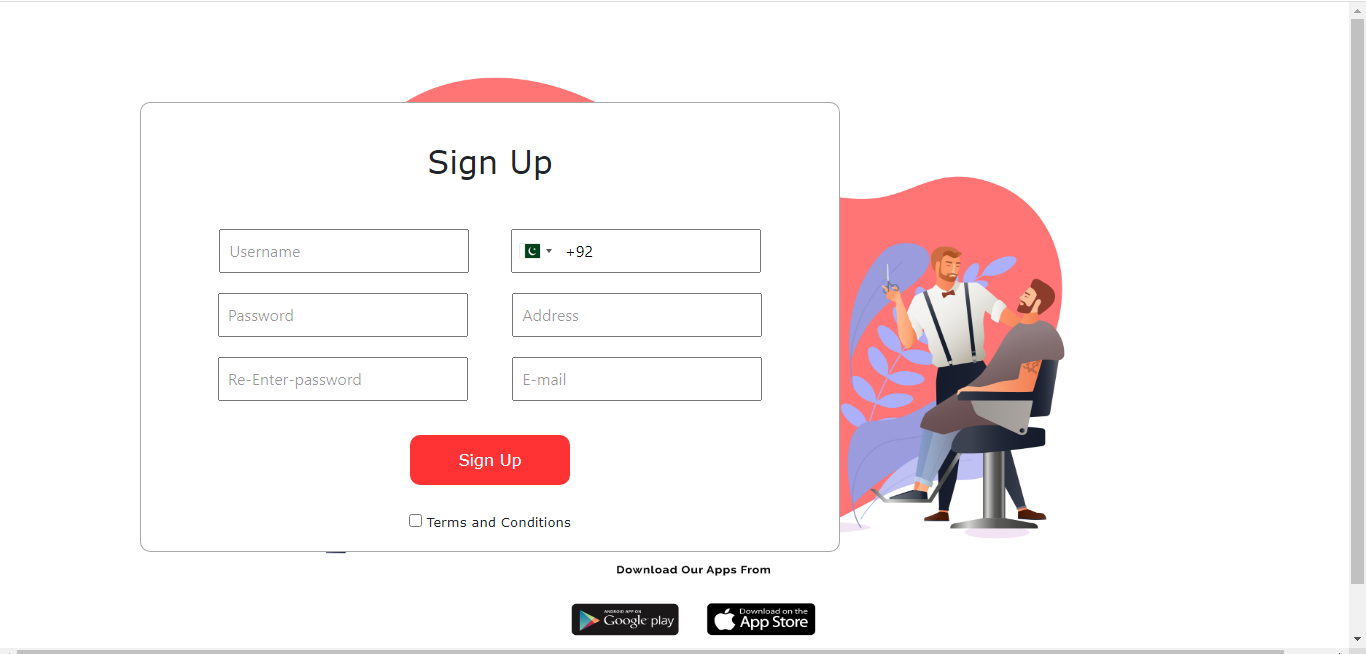 Sign Up
Username
+92
Password
Address
Re-Enter-password
E-mail
Sign Up
Terms and Conditions
Download Our Apps From
ANDROID APP ON
Google play
Download on the
App Store